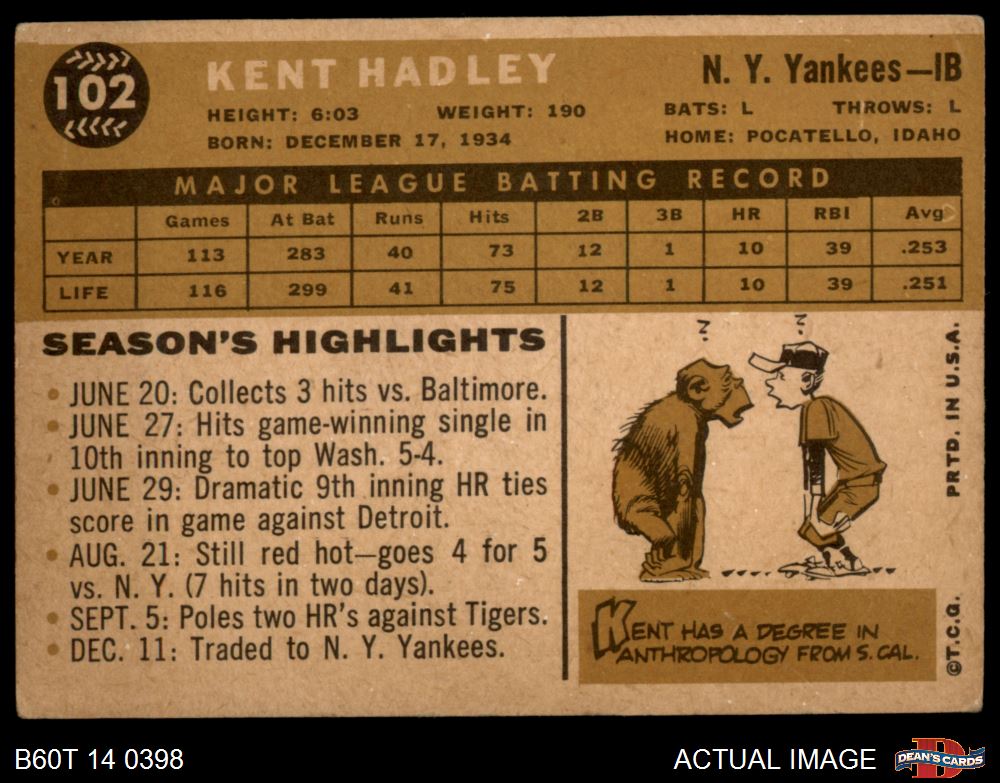 102
KENT HADLEY
N. Y. Yankees—1B
HEIGHT: 6:03 WEIGHT: 190 BATS: L THROWS: L
BORN: DECEMBER 17, 1934 HOME: POCATELLO, IDAHO
MAJOR LEAGUE BATTING RECORD
Games At Bat Runs Hits 2B 3B HR RBI Avg
YEAR 113 283 40 73 12 1 10 39 .253
LIFE 116 299 41 75 12 1 10 39 .251
SEASON'S HIGHLIGHTS
• JUNE 20: Collects 3 hits vs. Baltimore.
• JUNE 27: Hits game-winning single in
10th inning to top Wash. 5-4.
• JUNE 29: Dramatic 9th inning HR ties
score in game against Detroit.
• AUG. 21: Still red hot—goes 4 for 5
vs. N. Y. (7 hits in two days).
• SEPT. 5: Poles two HR's against Tigers.
• DEC. 11: Traded to N. Y. Yankees.
? ?
KENT HAS A DEGREE IN
ANTHROPOLOGY FROM S. CAL.
©T.C.G. PRTD. IN U.S.A.
B60T 14 0398
ACTUAL IMAGE
D
DEAN'S CARDS